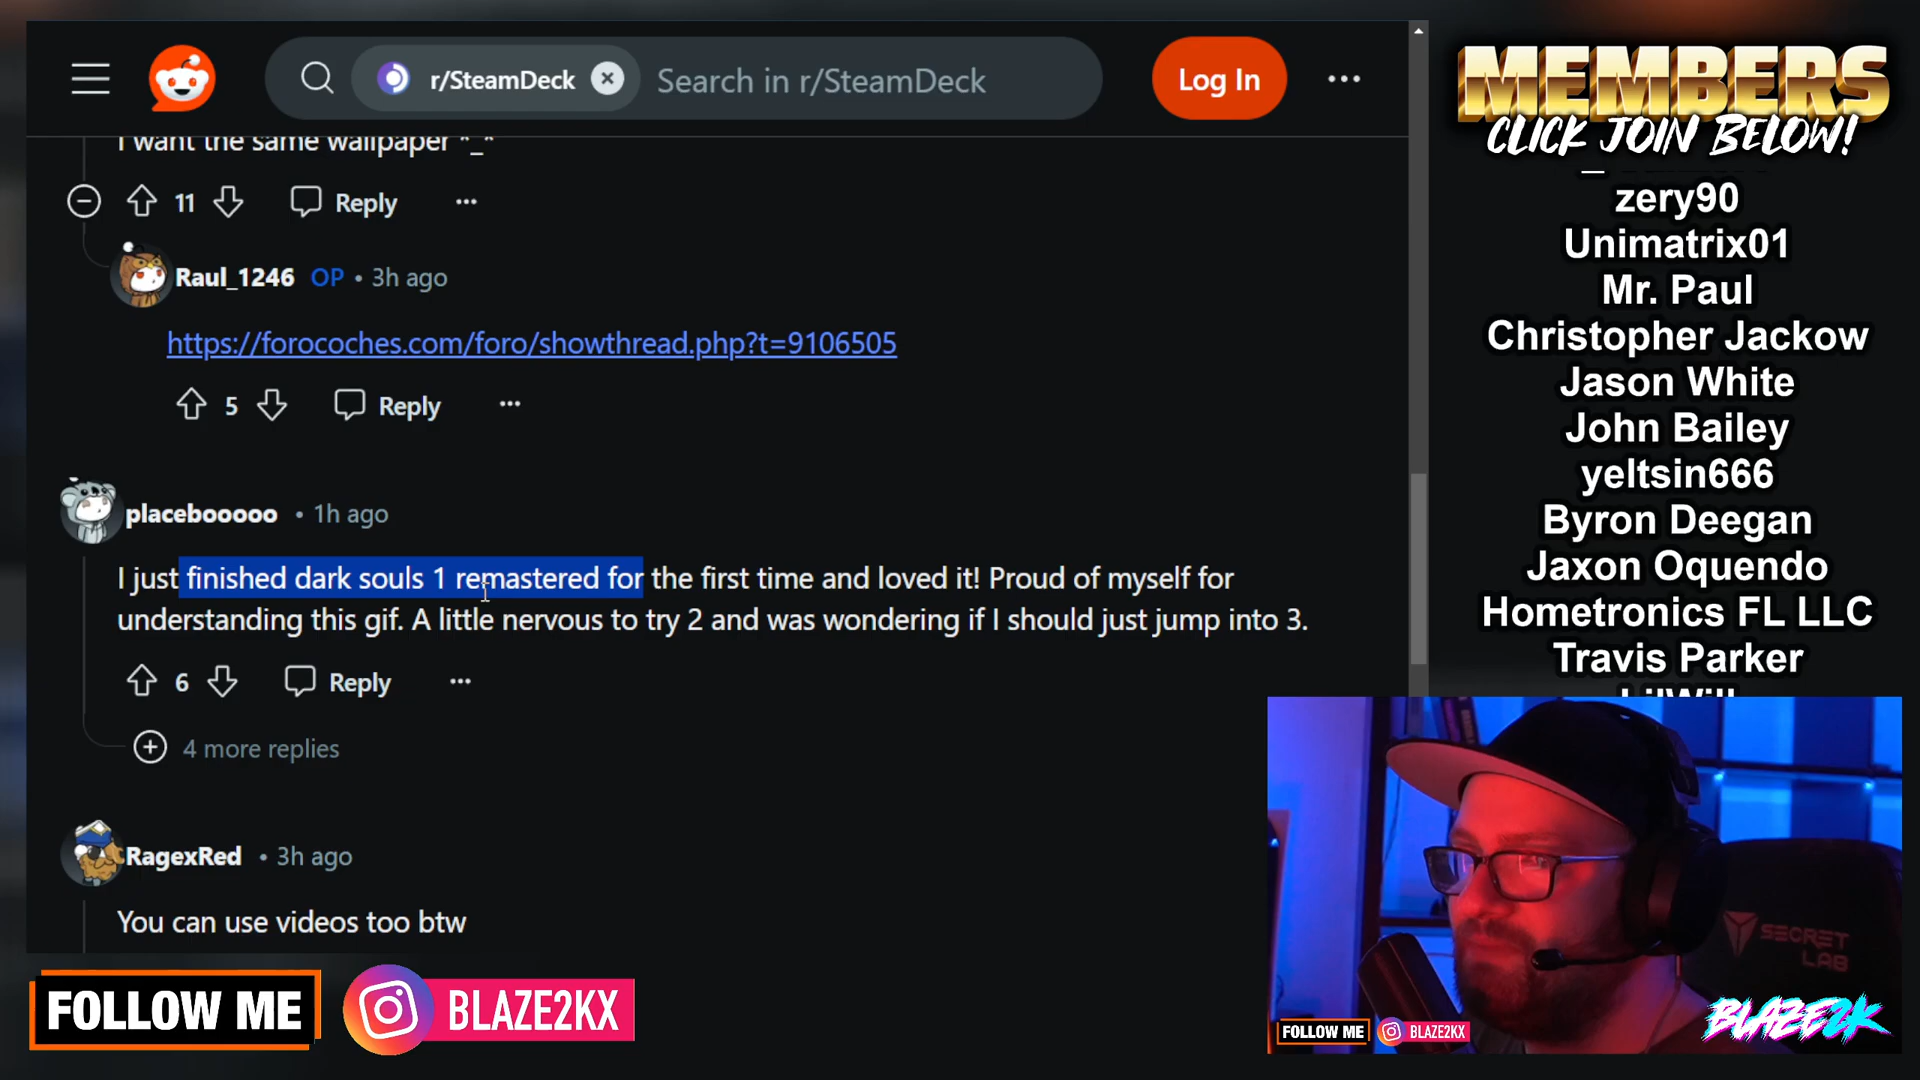 r/SteamDeck
Search in r/SteamDeck
Log In
I want the same wallpaper *_*
11
Reply
Raul_1246 OP • 3h ago
https://forocoches.com/foro/showthread.php?t=9106505
5
Reply
placebooooo • 1h ago
I just finished dark souls 1 remastered for the first time and loved it! Proud of myself for
understanding this gif. A little nervous to try 2 and was wondering if I should just jump into 3.
6
Reply
4 more replies
RagexRed • 3h ago
You can use videos too btw
FOLLOW ME
BLAZE2KX
MEMBERS
CLICK JOIN BELOW!
zery90
Unimatrix01
Mr. Paul
Christopher Jackow
Jason White
John Bailey
yeltsin666
Byron Deegan
Jaxon Oquendo
Hometronics FL LLC
Travis Parker
SECRET
LAB
FOLLOW ME
BLAZE2KX
BLAZE2K